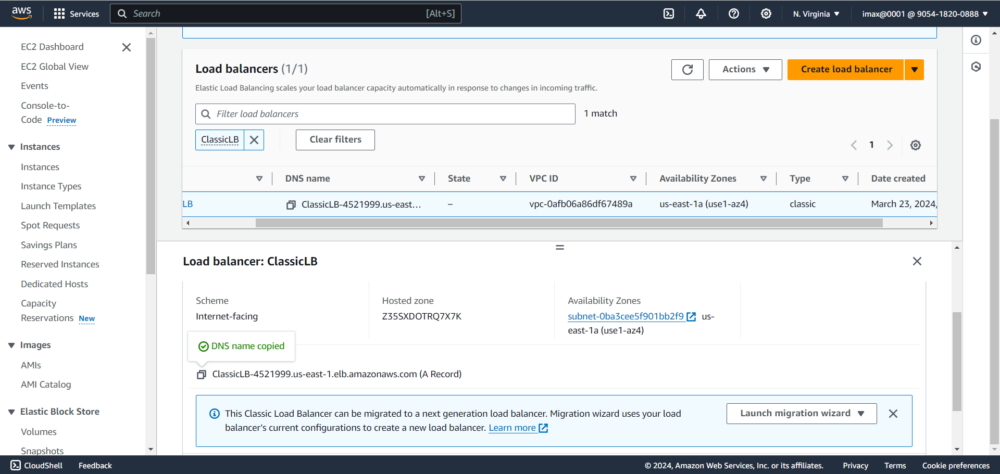 aws
Services
Search
[Alt+S]
N. Virginia
imax@0001 @ 9054-1820-0888
EC2 Dashboard
EC2 Global View
Events
Console-to-
Code Preview
Instances
Instances
Instance Types
Launch Templates
Spot Requests
Savings Plans
Reserved Instances
Dedicated Hosts
Capacity
Reservations New
Images
AMIs
AMI Catalog
Elastic Block Store
Volumes
Snapshots
Load balancers (1/1)
Actions
Create load balancer
Elastic Load Balancing scales your load balancer capacity automatically in response to changes in incoming traffic.
Filter load balancers
1 match
ClassicLB
Clear filters
1
DNS name
State
VPC ID
Availability Zones
Type
Date created
LB
ClassicLB-4521999.us-east...
–
vpc-0afb06a86df67489a
us-east-1a (use1-az4)
classic
March 23, 2024,
Load balancer: ClassicLB
Scheme
Internet-facing
Hosted zone
Z35SXDOTRQ7X7K
Availability Zones
subnet-0ba3cee5f901bb2f9 us-
east-1a (use1-az4)
DNS name copied
ClassicLB-4521999.us-east-1.elb.amazonaws.com (A Record)
This Classic Load Balancer can be migrated to a next generation load balancer. Migration wizard uses your load
balancer's current configurations to create a new load balancer. Learn more
Launch migration wizard
CloudShell
Feedback
© 2024, Amazon Web Services, Inc. or its affiliates.
Privacy
Terms
Cookie preferences